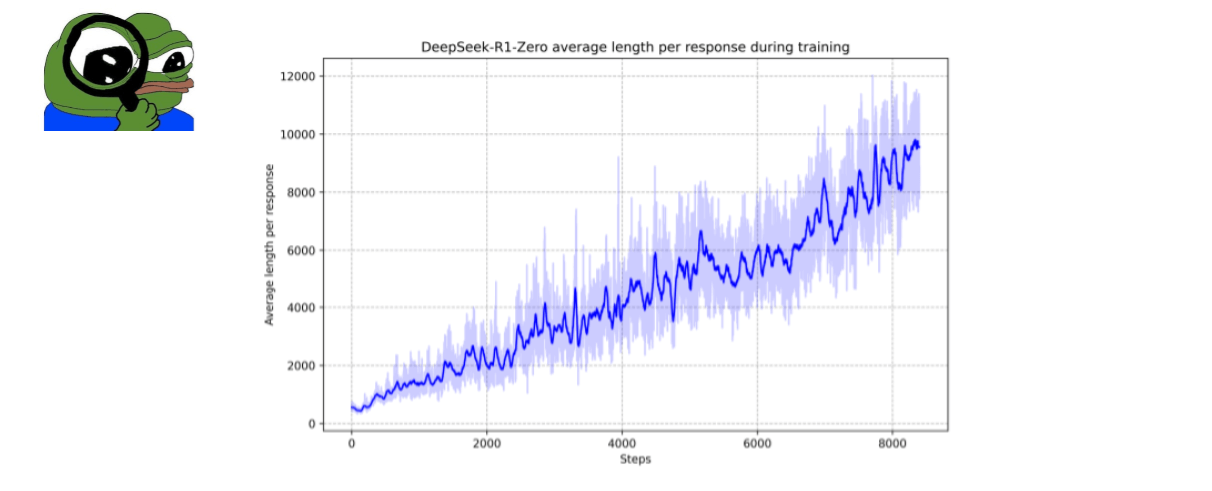 DeepSeek-R1-Zero average length per response during training
12000
10000
8000
6000
4000
2000
0
Average length per response
0 2000 4000 6000 8000
Steps